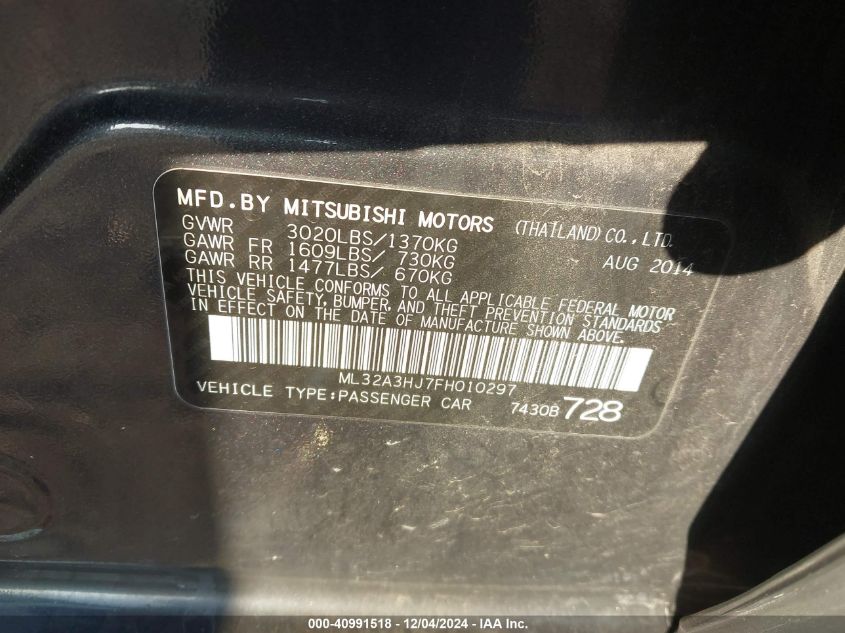 MFD.BY MITSUBISHI MOTORS (THAILAND) CO., LTD.
GVWR 3020LBS/1370KG
GAWR FR 1609LBS/ 730KG AUG 2014
GAWR RR 1477LBS/ 670KG
THIS VEHICLE CONFORMS TO ALL APPLICABLE FEDERAL MOTOR
VEHICLE SAFETY, BUMPER, AND THEFT PREVENTION STANDARDS
IN EFFECT ON THE DATE OF MANUFACTURE SHOWN ABOVE.
ML32A3HJ7FH010297
VEHICLE TYPE:PASSENGER CAR 7430B 728
000-40991518 - 12/04/2024 - IAA Inc.